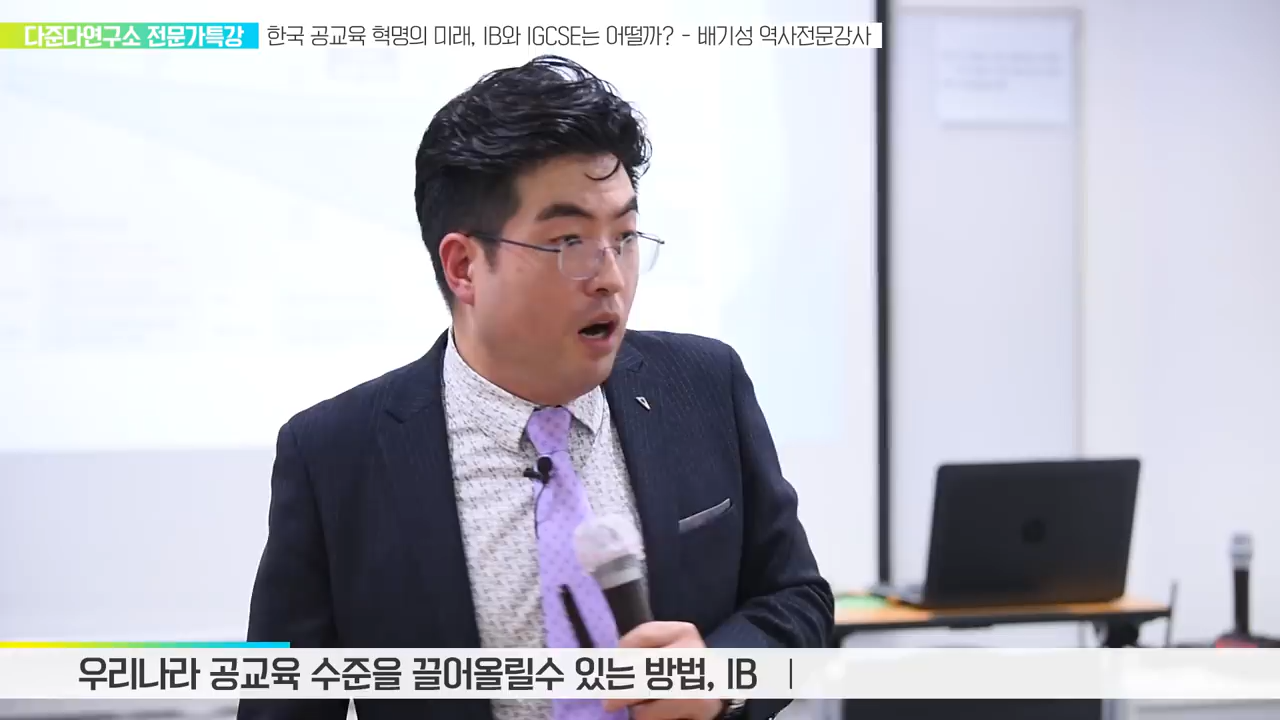 다준다연구소 전문가특강 한국 공교육 혁명의 미래, IB와 IGCSE는 어떨까? - 배기성 역사전문강사
우리나라 공교육 수준을 끌어올릴수 있는 방법, IB